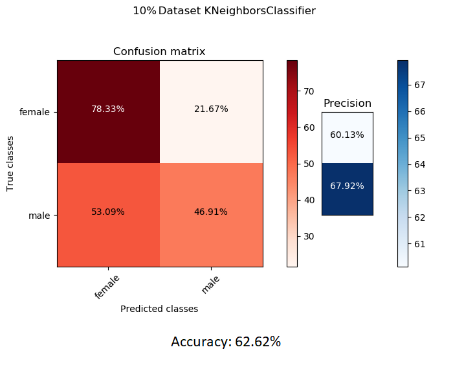 10% Dataset KNeighborsClassifier
Confusion matrix
Precision
True classes
female
male
78.33%
21.67%
53.09%
46.91%
female
male
Predicted classes
70
60
50
40
30
60.13%
67.92%
67
66
65
64
63
62
61
Accuracy: 62.62%